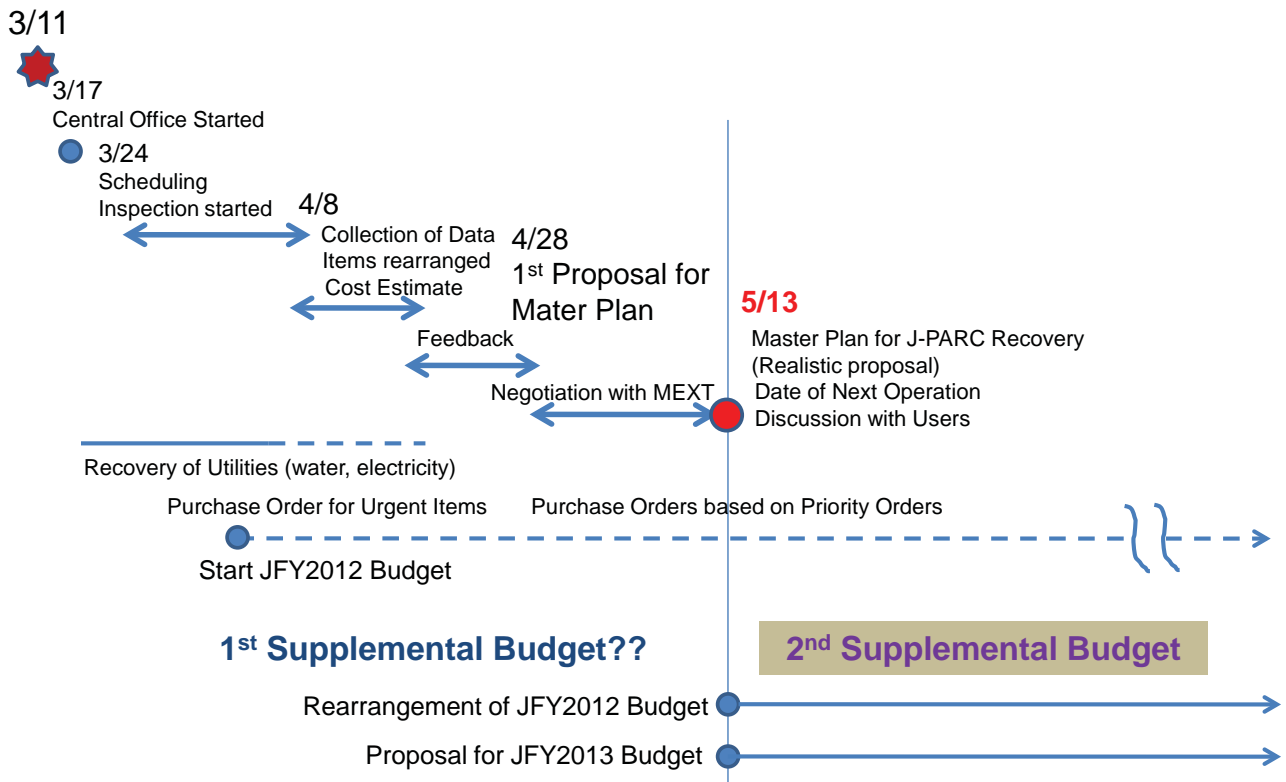 3/11
3/17
Central Office Started
3/24
Scheduling
Inspection started
4/8
Collection of Data
Items rearranged
Cost Estimate
4/28
1st Proposal for
Mater Plan
Feedback
Negotiation with MEXT
5/13
Master Plan for J-PARC Recovery
(Realistic proposal)
Date of Next Operation
Discussion with Users
Recovery of Utilities (water, electricity)
Purchase Order for Urgent Items
Purchase Orders based on Priority Orders
Start JFY2012 Budget
1st Supplemental Budget??
2nd Supplemental Budget
Rearrangement of JFY2012 Budget
Proposal for JFY2013 Budget